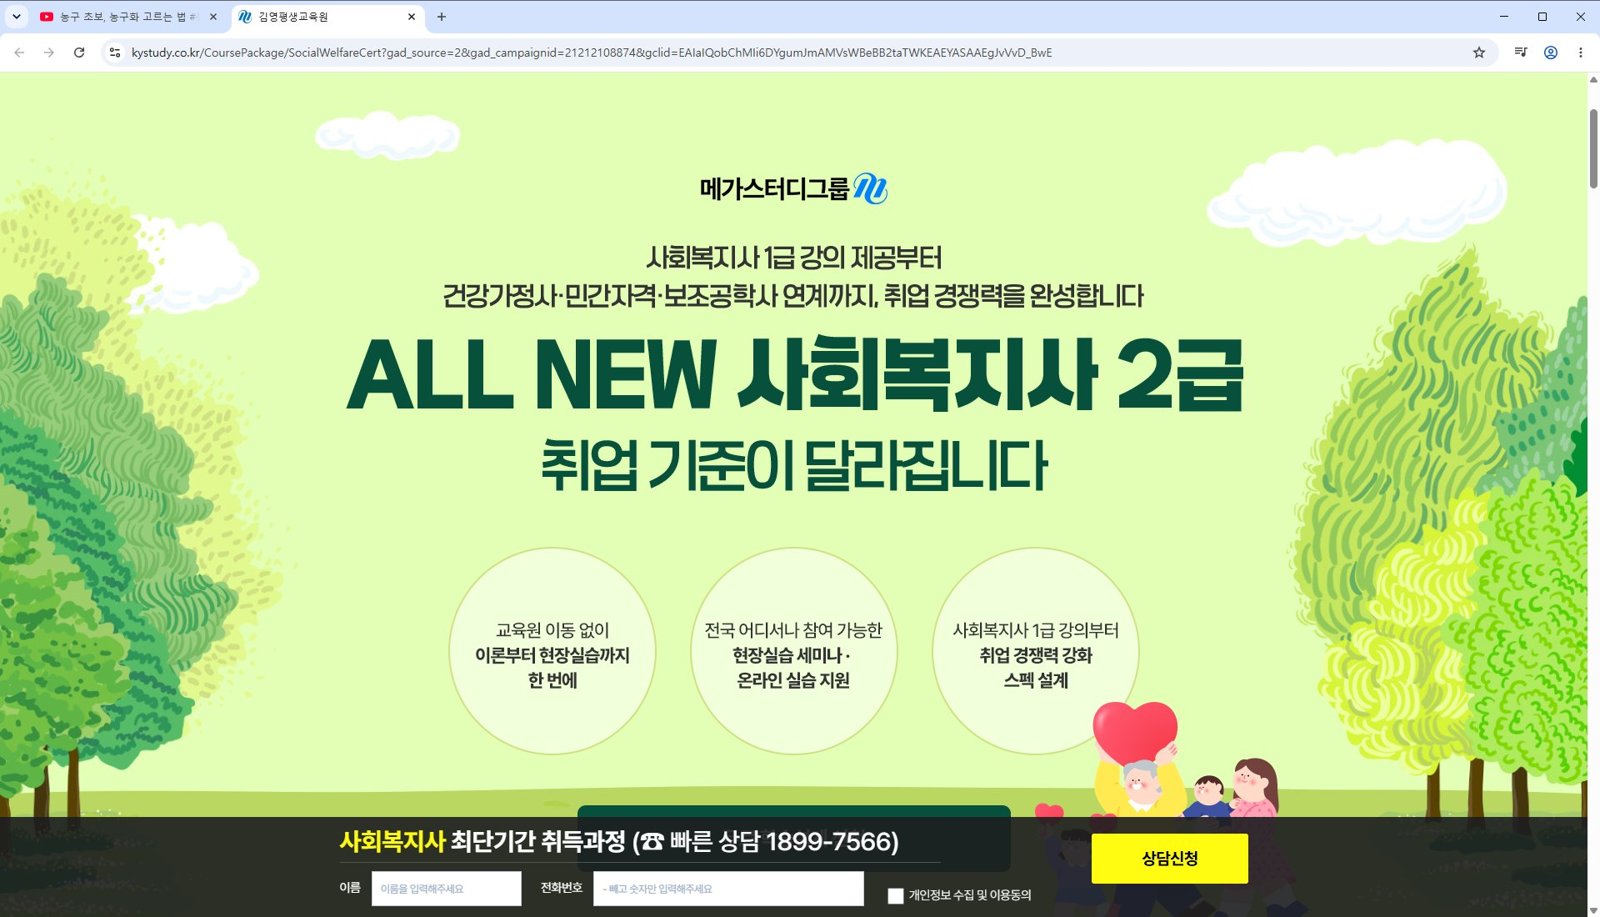 농구 초보, 농구화 고르는 법 #
김영평생교육원
kystudy.co.kr/CoursePackage/SocialWelfareCert?gad_source=2&gad_campaignid=21212108874&gclid=EAIaIQobChMIi6DYgumJmAMVsWBeBB2taTWKEAEYASAAEgJvVvD_BwE
메가스터디그룹
사회복지사 1급 강의 제공부터
건강가정사·민간자격·보조공학사 연계까지, 취업 경쟁력을 완성합니다
ALL NEW 사회복지사 2급
취업 기준이 달라집니다
교육원 이동 없이
이론부터 현장실습까지
한 번에
전국 어디서나 참여 가능한
현장실습 세미나 ·
온라인 실습 지원
사회복지사 1급 강의부터
취업 경쟁력 강화
스펙 설계
사회복지사 최단기간 취득과정 (☎ 빠른 상담 1899-7566)
상담신청
이름
이름을 입력해주세요
전화번호
- 빼고 숫자만 입력해주세요
개인정보 수집 및 이용동의